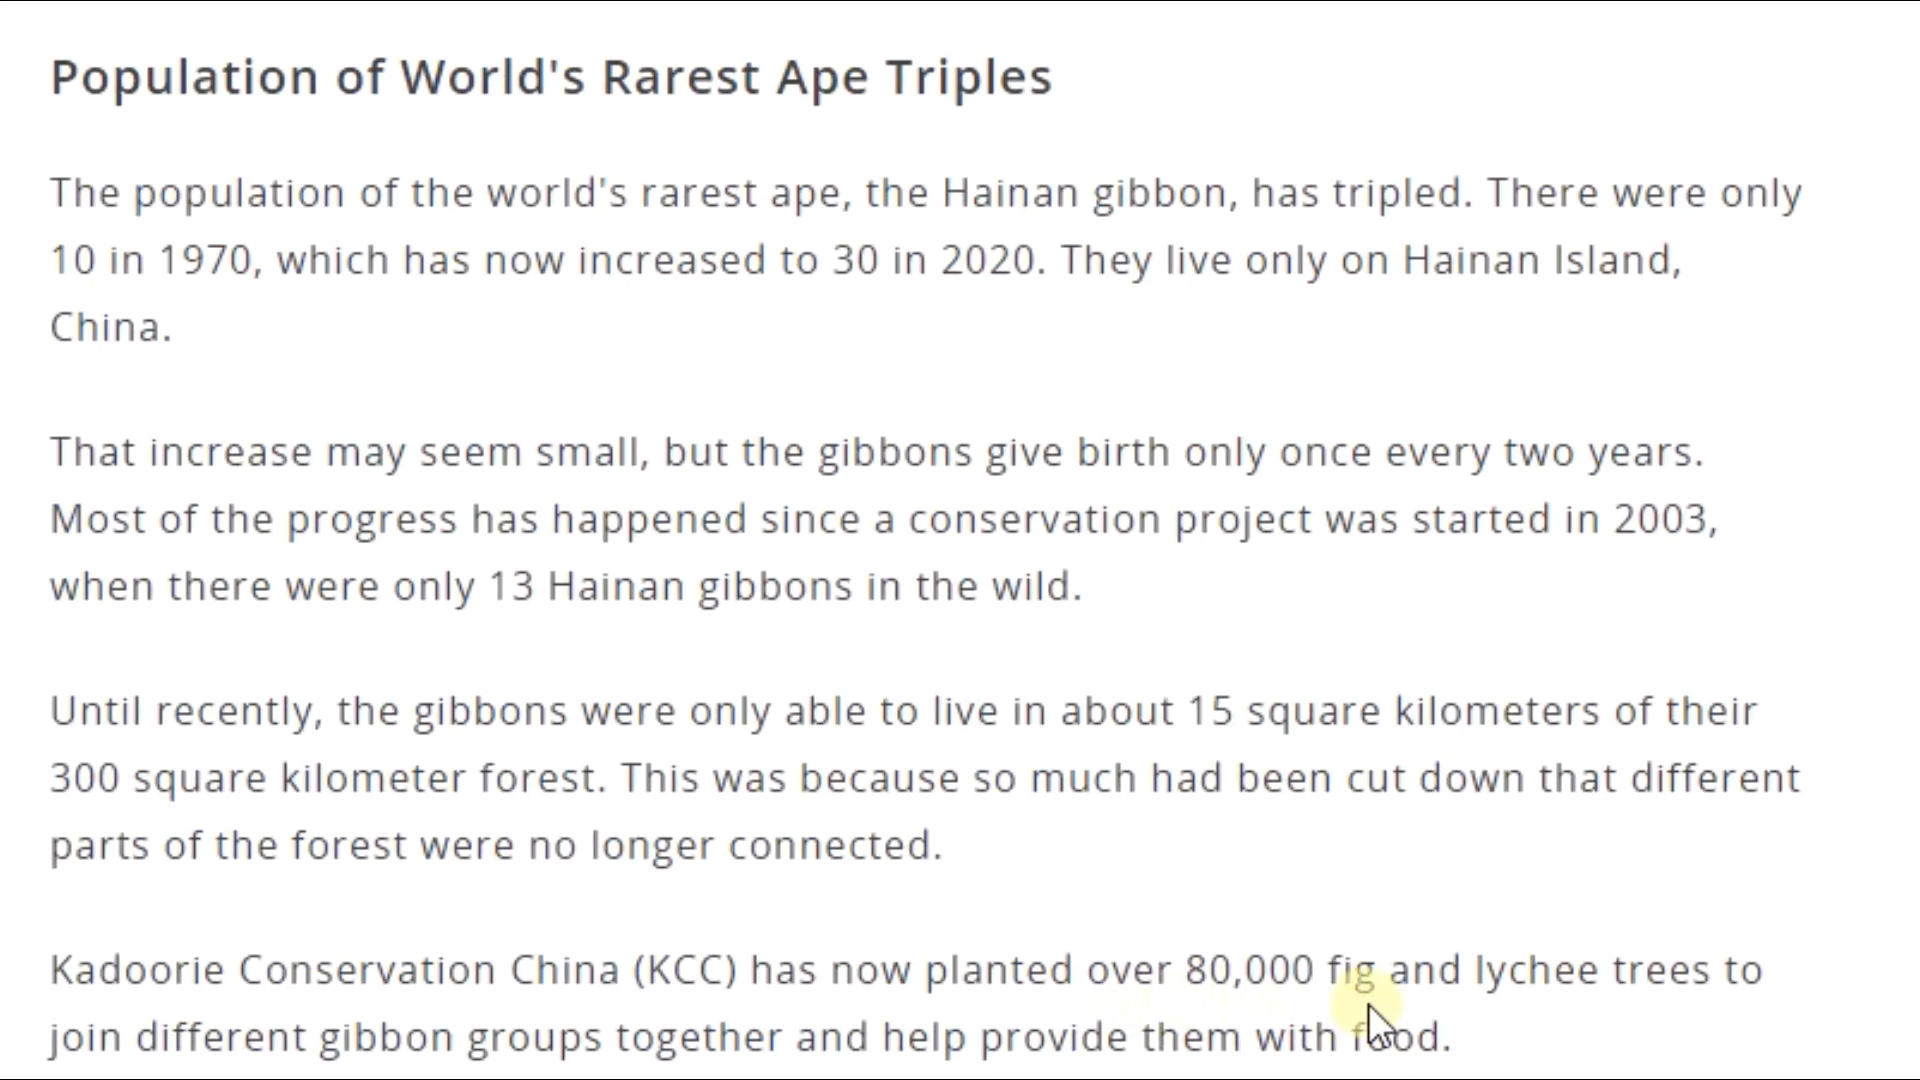 Population of World's Rarest Ape Triples
The population of the world's rarest ape, the Hainan gibbon, has tripled. There were only
10 in 1970, which has now increased to 30 in 2020. They live only on Hainan Island,
China.
That increase may seem small, but the gibbons give birth only once every two years.
Most of the progress has happened since a conservation project was started in 2003,
when there were only 13 Hainan gibbons in the wild.
Until recently, the gibbons were only able to live in about 15 square kilometers of their
300 square kilometer forest. This was because so much had been cut down that different
parts of the forest were no longer connected.
Kadoorie Conservation China (KCC) has now planted over 80,000 fig and lychee trees to
join different gibbon groups together and help provide them with food.